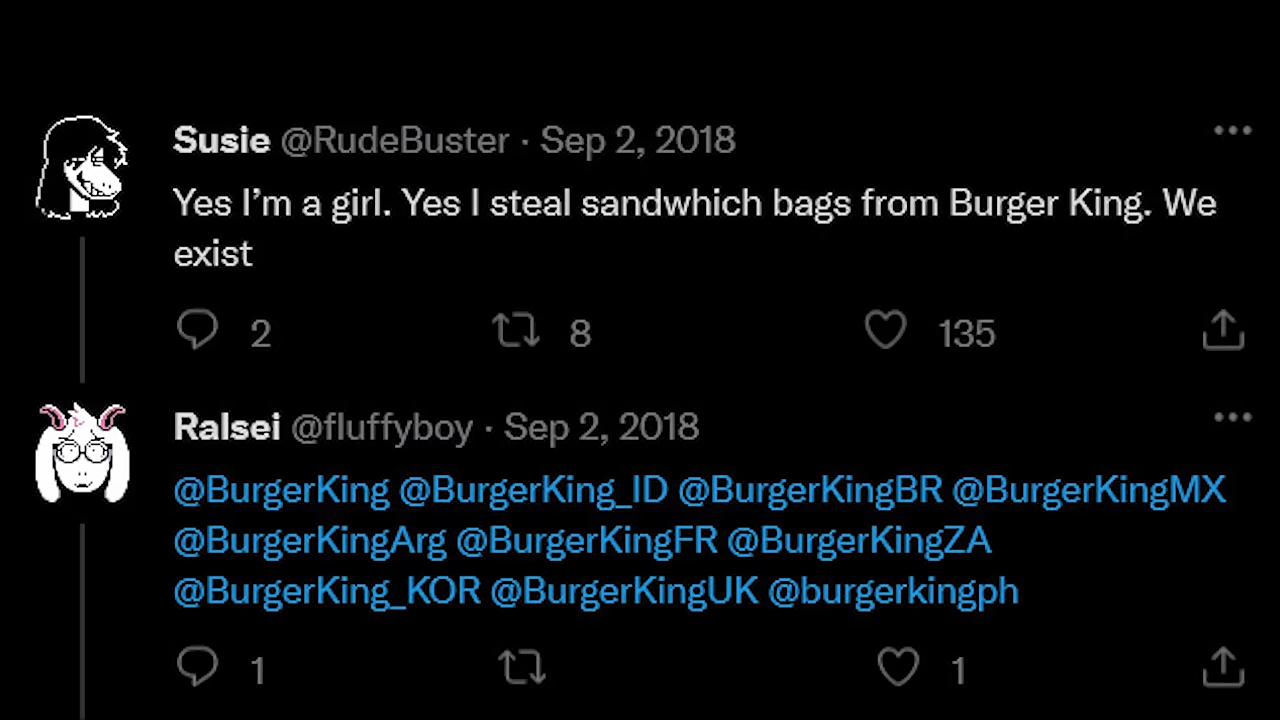 Susie @RudeBuster · Sep 2, 2018
Yes I’m a girl. Yes I steal sandwhich bags from Burger King. We
exist
2 8 135
Ralsei @fluffyboy · Sep 2, 2018
@BurgerKing @BurgerKing_ID @BurgerKingBR @BurgerKingMX
@BurgerKingArg @BurgerKingFR @BurgerKingZA
@BurgerKing_KOR @BurgerKingUK @burgerkingph
1 1